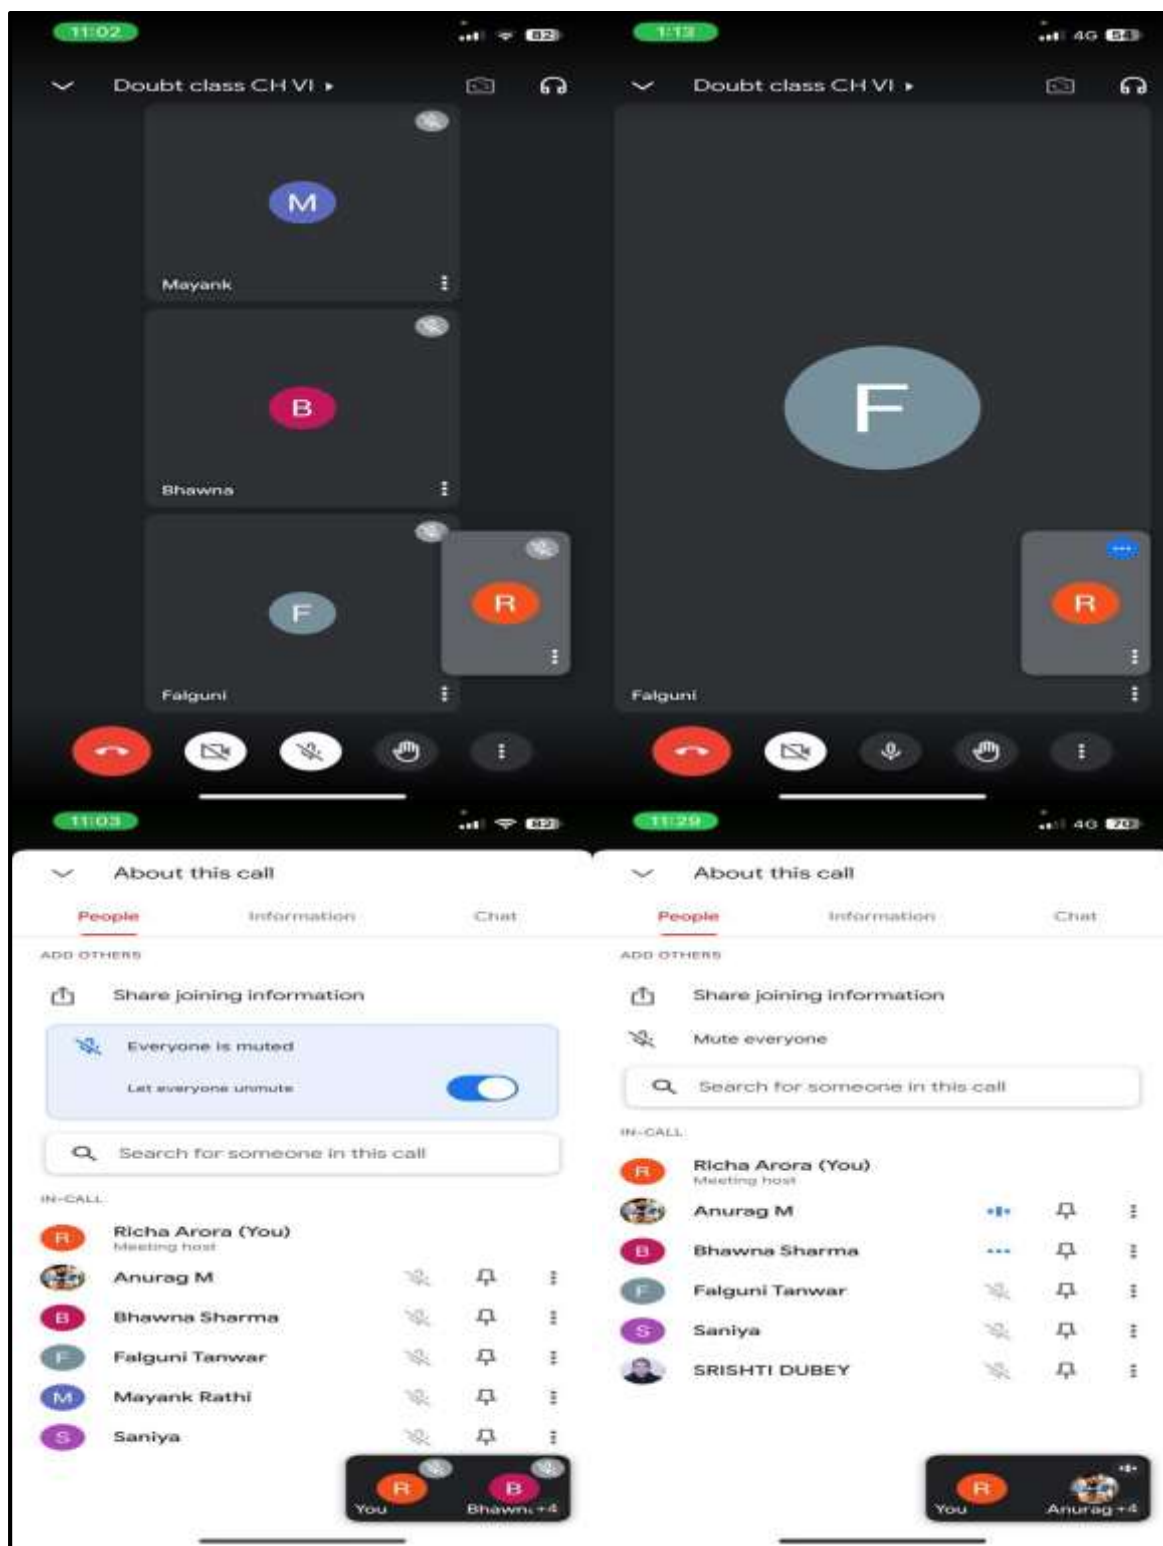 11:02
82
Doubt class CH VI
M
Mayank
B
Bhawna
F
Falguni
R
1:13
4G 54
Doubt class CH VI
F
R
Falguni
11:03
82
About this call
People Information Chat
ADD OTHERS
Share joining information
Everyone is muted
Let everyone unmute
Search for someone in this call
IN-CALL
R Richa Arora (You)
Meeting host
Anurag M
B Bhawna Sharma
F Falguni Tanwar
M Mayank Rathi
S Saniya
R B
You Bhawn: +4
11:29
4G 70
About this call
People Information Chat
ADD OTHERS
Share joining information
Mute everyone
Search for someone in this call
IN-CALL
R Richa Arora (You)
Meeting host
Anurag M
B Bhawna Sharma
F Falguni Tanwar
S Saniya
SRISHTI DUBEY
R
You Anurag +4